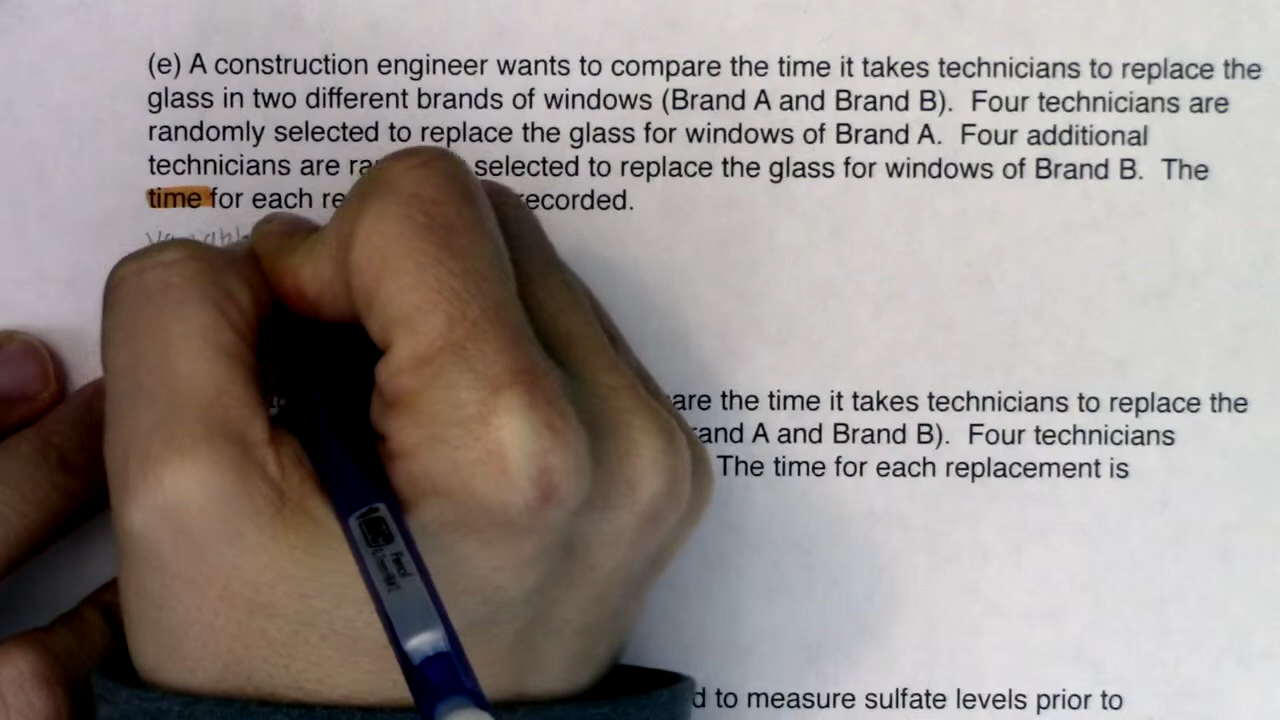 (e) A construction engineer wants to compare the time it takes technicians to replace the
glass in two different brands of windows (Brand A and Brand B). Four technicians are
randomly selected to replace the glass for windows of Brand A. Four additional
technicians are selected to replace the glass for windows of Brand B. The
time for each recorded.
are the time it takes technicians to replace the
and A and Brand B). Four technicians
The time for each replacement is
to measure sulfate levels prior to